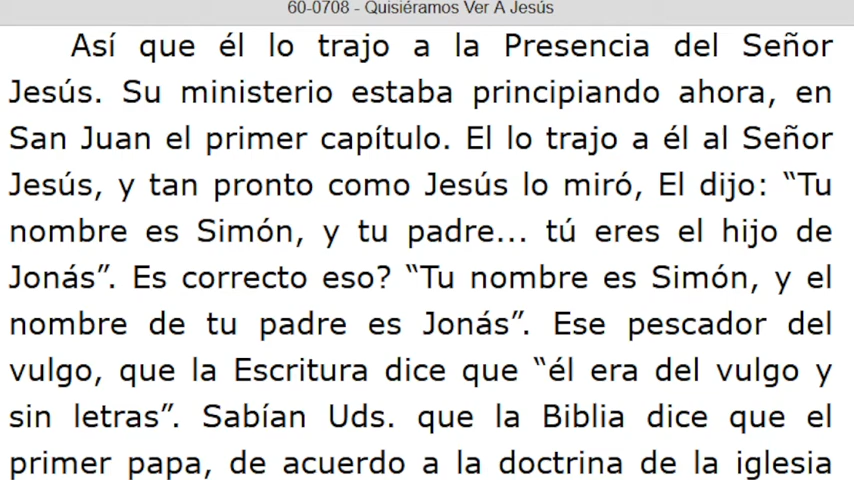 60-0708 - Quisiéramos Ver A Jesús
Así que él lo trajo a la Presencia del Señor
Jesús. Su ministerio estaba principiando ahora, en
San Juan el primer capítulo. El lo trajo a él al Señor
Jesús, y tan pronto como Jesús lo miró, El dijo: “Tu
nombre es Simón, y tu padre... tú eres el hijo de
Jonás”. Es correcto eso? “Tu nombre es Simón, y el
nombre de tu padre es Jonás”. Ese pescador del
vulgo, que la Escritura dice que “él era del vulgo y
sin letras”. Sabían Uds. que la Biblia dice que el
primer papa, de acuerdo a la doctrina de la iglesia